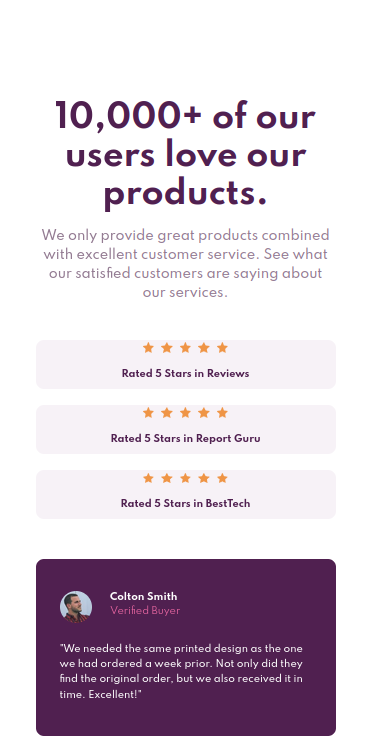 10,000+ of our
users love our
products.
We only provide great products combined
with excellent customer service. See what
our satisfied customers are saying about
our services.
Rated 5 Stars in Reviews
Rated 5 Stars in Report Guru
Rated 5 Stars in BestTech
Colton Smith
Verified Buyer
"We needed the same printed design as the one
we had ordered a week prior. Not only did they
find the original order, but we also received it in
time. Excellent!"